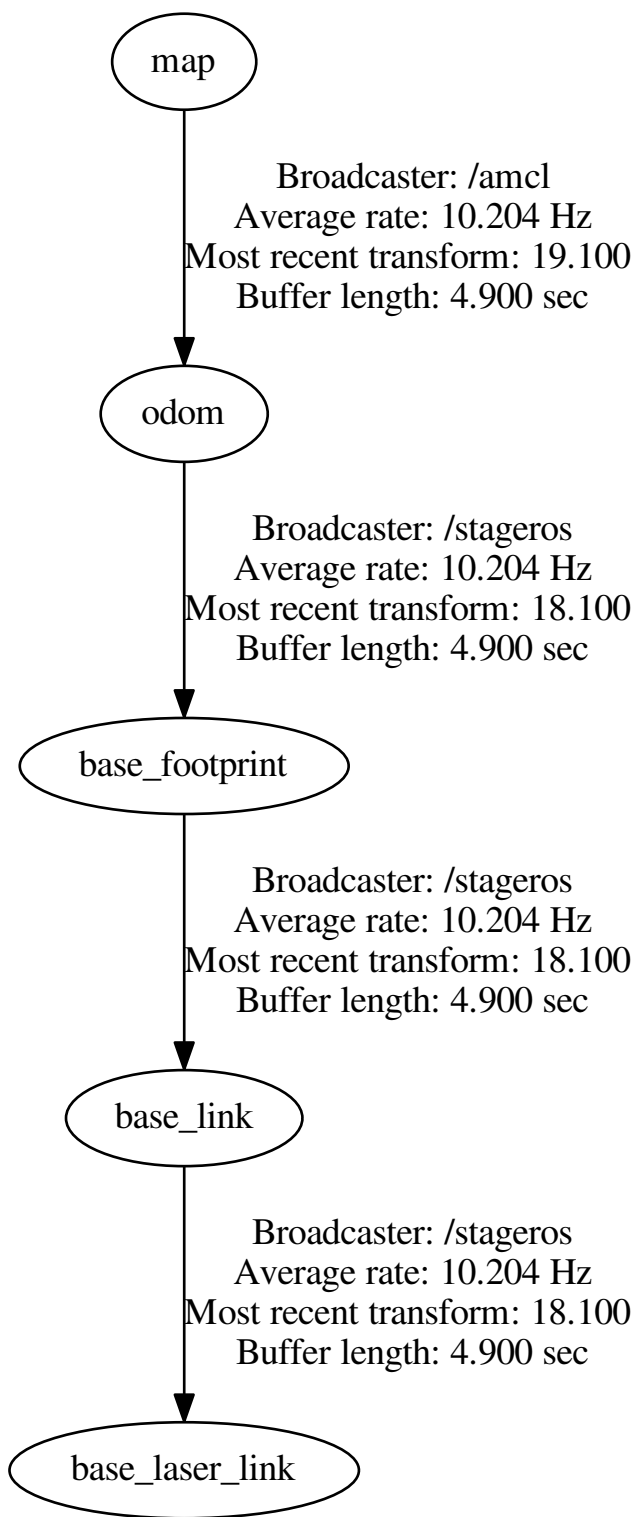 map
Broadcaster: /amcl
Average rate: 10.204 Hz
Most recent transform: 19.100
Buffer length: 4.900 sec
odom
Broadcaster: /stageros
Average rate: 10.204 Hz
Most recent transform: 18.100
Buffer length: 4.900 sec
base_footprint
Broadcaster: /stageros
Average rate: 10.204 Hz
Most recent transform: 18.100
Buffer length: 4.900 sec
base_link
Broadcaster: /stageros
Average rate: 10.204 Hz
Most recent transform: 18.100
Buffer length: 4.900 sec
base_laser_link